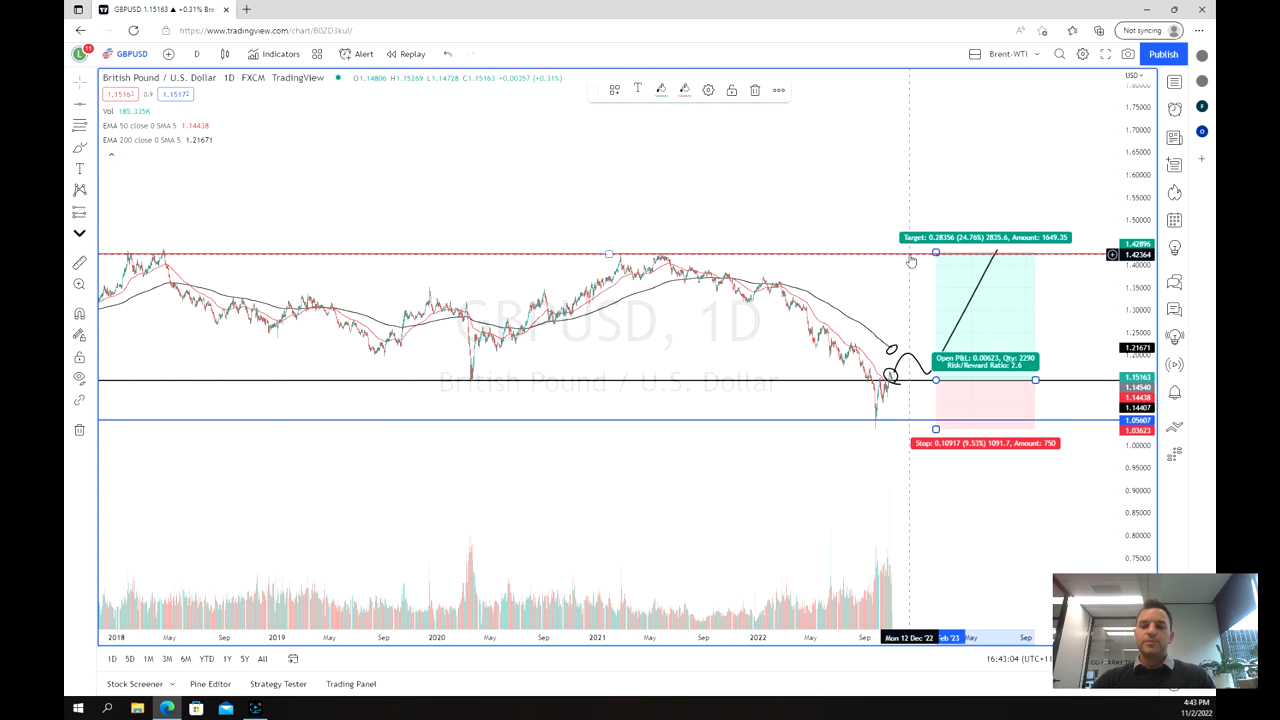 GBPUSD 1.15163 ▲ +0.31% Bre
https://www.tradingview.com/chart/B0ZD3kuI/
Not syncing
11
GBPUSD
D
Indicators
Alert
Replay
Brent-WTI
Publish
British Pound / U.S. Dollar 1D FXCM TradingView
O1.14806 H1.15269 L1.14728 C1.15163 +0.00357 (+0.31%)
1.15163
0.9
1.15172
Vol 185.335K
EMA 50 close 0 SMA 5 1.14438
EMA 200 close 0 SMA 5 1.21671
USD
1.80000
1.75000
1.70000
1.65000
1.60000
1.55000
1.50000
1.42896
1.42364
1.40000
1.35000
1.30000
1.25000
1.21671
1.20000
1.15163
1.14540
1.14438
1.14407
1.05607
1.03623
1.00000
0.95000
0.90000
0.85000
0.80000
0.75000
Target: 0.28356 (24.76%) 2835.6, Amount: 1649.35
Open P&L: 0.00623, Qty: 2290
Risk/Reward Ratio: 2.6
Stop: 0.10917 (9.53%) 1091.7, Amount: 750
GBPUSD, 1D
British Pound / U.S. Dollar
2018 May Sep 2019 May Sep 2020 May Sep 2021 May Sep 2022 May Sep Mon 12 Dec '22 Feb '23 May Sep
1D 5D 1M 3M 6M YTD 1Y 5Y All
16:43:04 (UTC+11
Stock Screener Pine Editor Strategy Tester Trading Panel
4:43 PM
11/2/2022